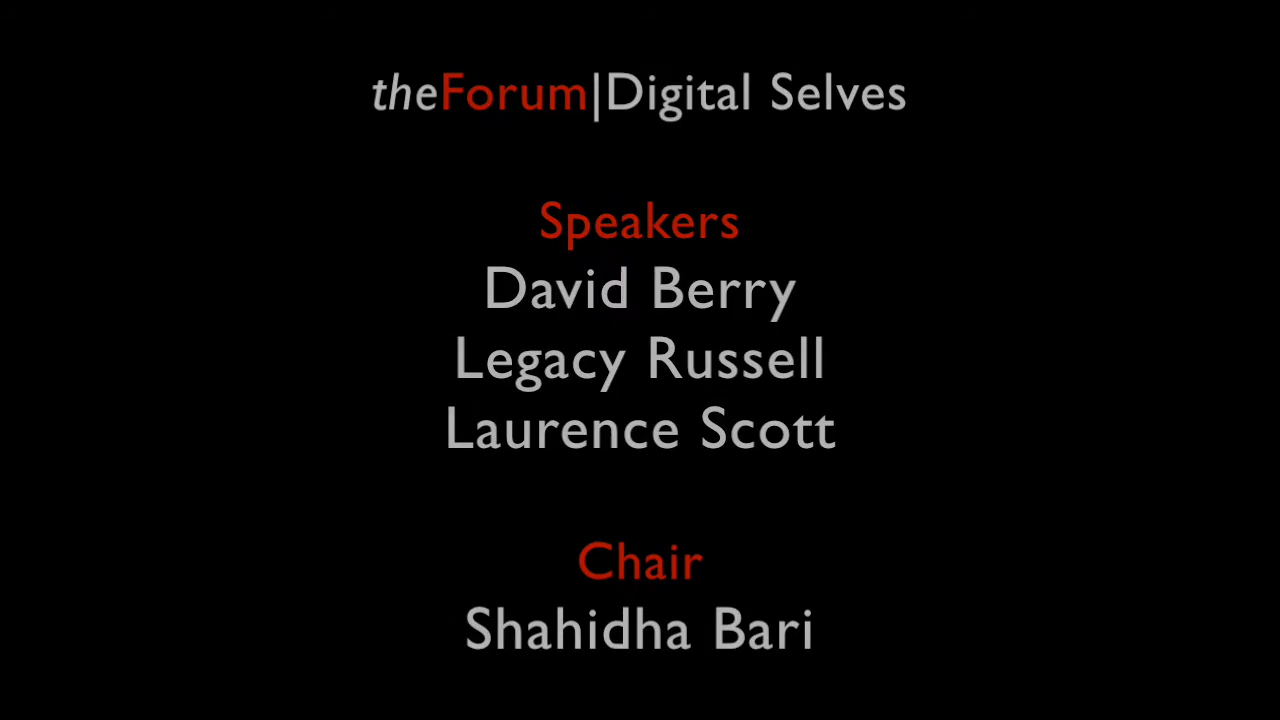 theForum|Digital Selves
Speakers
David Berry
Legacy Russell
Laurence Scott
Chair
Shahidha Bari